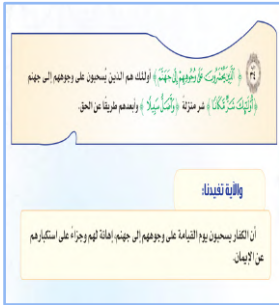 ٣٤ ﴿ ٱلَّذِينَ يُحۡشَرُونَ عَلَىٰ وُجُوهِهِمۡ إِلَىٰ جَهَنَّمَ ﴾ أولئك هم الذين يُسحبون على وجوههم إلى جهنم
﴿ أُوْلَٰٓئِكَ شَرّٞ مَّكَانٗا ﴾ شر منزلة ﴿ وَأَضَلُّ سَبِيلٗا ﴾ وأبعدهم طريقًا عن الحق.
والآية تفيدنا:
أن الكفار يسحبون يوم القيامة على وجوههم إلى جهنم، إهانة لهم وجزاءً على استكبارهم
عن الإيمان.